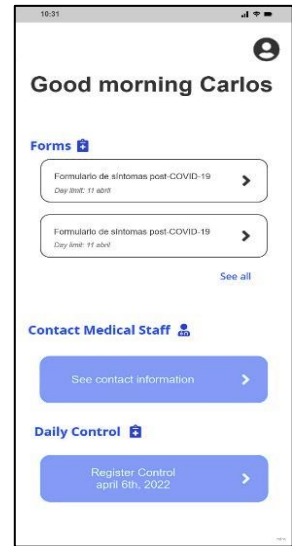 10:31
Good morning Carlos
Forms
Formulario de síntomas post-COVID-19
Day limit: 11 abril
Formulario de síntomas post-COVID-19
Day limit: 11 abril
See all
Contact Medical Staff
See contact information
Daily Control
Register Control
april 6th, 2022